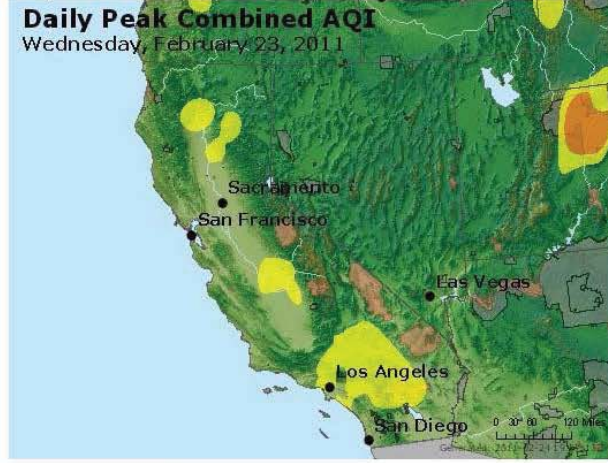 Daily Peak Combined AQI
Wednesday, February 23, 2011
Sacramento
San Francisco
Las Vegas
Los Angeles
San Diego
0 30 60 120 Miles